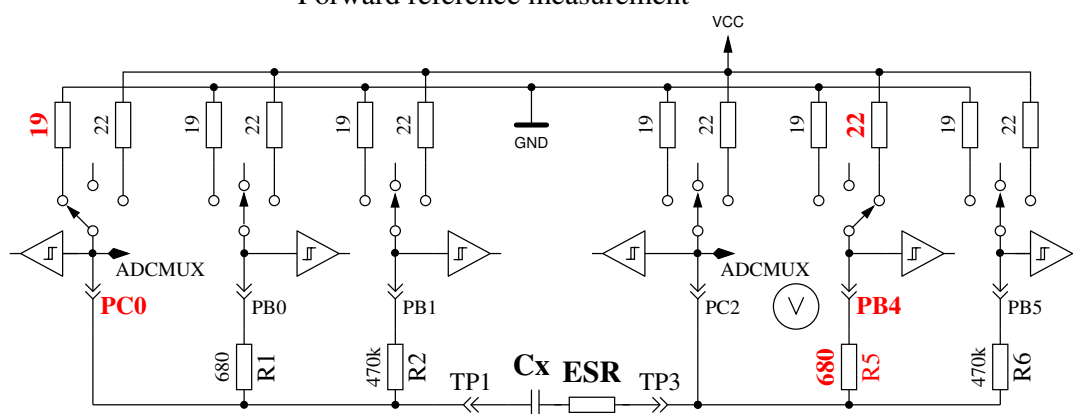 Forward reference measurement
VCC
19 22 19 22 19 22 19 22 19 22 19 22
GND
ADCMUX ADCMUX
PC0 PB0 PB1 PC2 V PB4 PB5
680 R1 470k R2 680 R5 470k R6
TP1 Cx ESR TP3